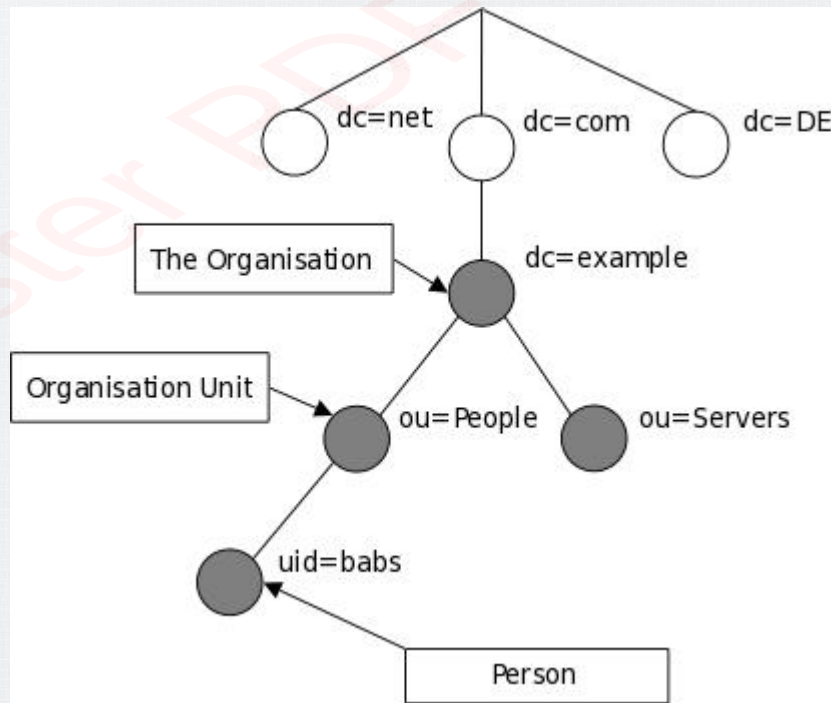 dc=net
dc=com
dc=DE
The Organisation
dc=example
Organisation Unit
ou=People
ou=Servers
uid=babs
Person